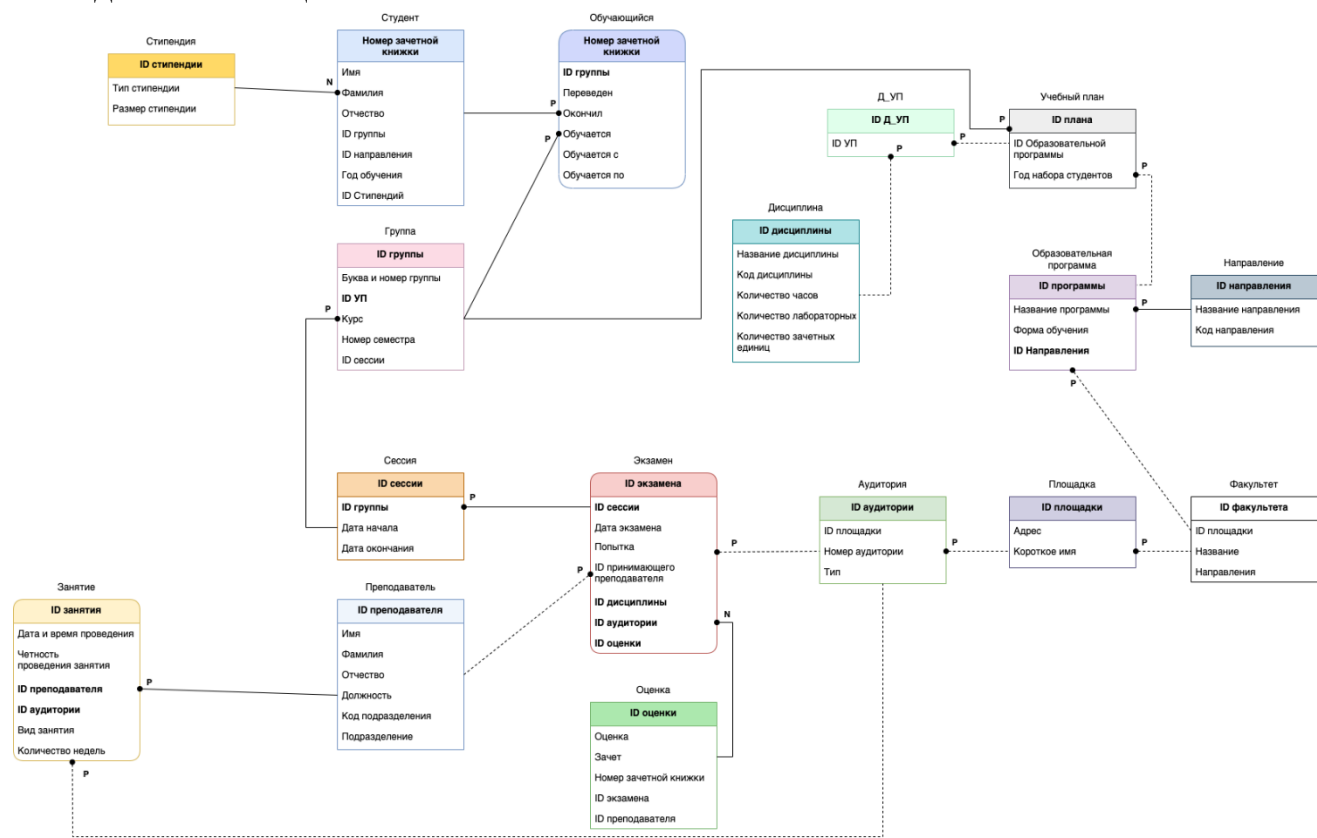 Стипендия
ID стипендии
Тип стипендии
Размер стипендии
N
Студент
Номер зачетной
книжки
Имя
Фамилия
Отчество
ID группы
ID направления
Год обучения
ID Стипендий
Обучающийся
Номер зачетной
книжки
ID группы
Переведен
Окончил
Обучается
Обучается с
Обучается по
P
P
Д_УП
ID Д_УП
ID УП
P
P
Учебный план
ID плана
ID Образовательной
программы
Год набора студентов
P
P
Группа
ID группы
Буква и номер группы
ID УП
Курс
Номер семестра
ID сессии
P
Дисциплина
ID дисциплины
Название дисциплины
Код дисциплины
Количество часов
Количество лабораторных
Количество зачетных
единиц
Образовательная
программа
ID программы
Название программы
Форма обучения
ID Направления
P
P
Направление
ID направления
Название направления
Код направления
Сессия
ID сессии
ID группы
Дата начала
Дата окончания
P
Экзамен
ID экзамена
ID сессии
Дата экзамена
Попытка
ID принимающего
преподавателя
ID дисциплины
ID аудитории
ID оценки
P
P
N
Аудитория
ID аудитории
ID площадки
Номер аудитории
Тип
P
Площадка
ID площадки
Адрес
Короткое имя
P
Факультет
ID факультета
ID площадки
Название
Направления
Занятие
ID занятия
Дата и время проведения
Четность
проведения занятия
ID преподавателя
ID аудитории
Вид занятия
Количество недель
P
P
Преподаватель
ID преподавателя
Имя
Фамилия
Отчество
Должность
Код подразделения
Подразделение
Оценка
ID оценки
Оценка
Зачет
Номер зачетной книжки
ID экзамена
ID преподавателя